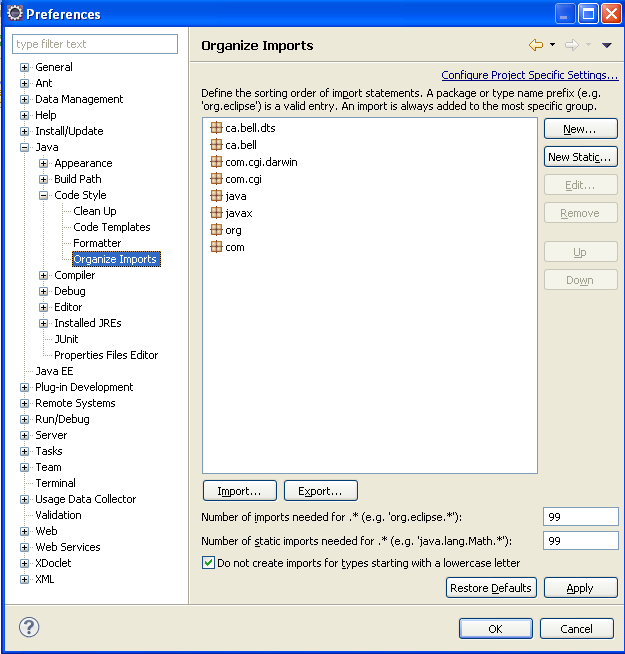 Preferences
type filter text
General
Ant
Data Management
Help
Install/Update
Java
Appearance
Build Path
Code Style
Clean Up
Code Templates
Formatter
Organize Imports
Compiler
Debug
Editor
Installed JREs
JUnit
Properties Files Editor
Java EE
Plug-in Development
Remote Systems
Run/Debug
Server
Tasks
Team
Terminal
Usage Data Collector
Validation
Web
Web Services
XDoclet
XML
Organize Imports
Configure Project Specific Settings...
Define the sorting order of import statements. A package or type name prefix (e.g.
'org.eclipse') is a valid entry. An import is always added to the most specific group.
ca.bell.dts
ca.bell
com.cgi.darwin
com.cgi
java
javax
org
com
New...
New Static...
Edit...
Remove
Up
Down
Import...
Export...
Number of imports needed for .* (e.g. 'org.eclipse.*'):
99
Number of static imports needed for .* (e.g. 'java.lang.Math.*'):
99
Do not create imports for types starting with a lowercase letter
Restore Defaults
Apply
?
OK
Cancel